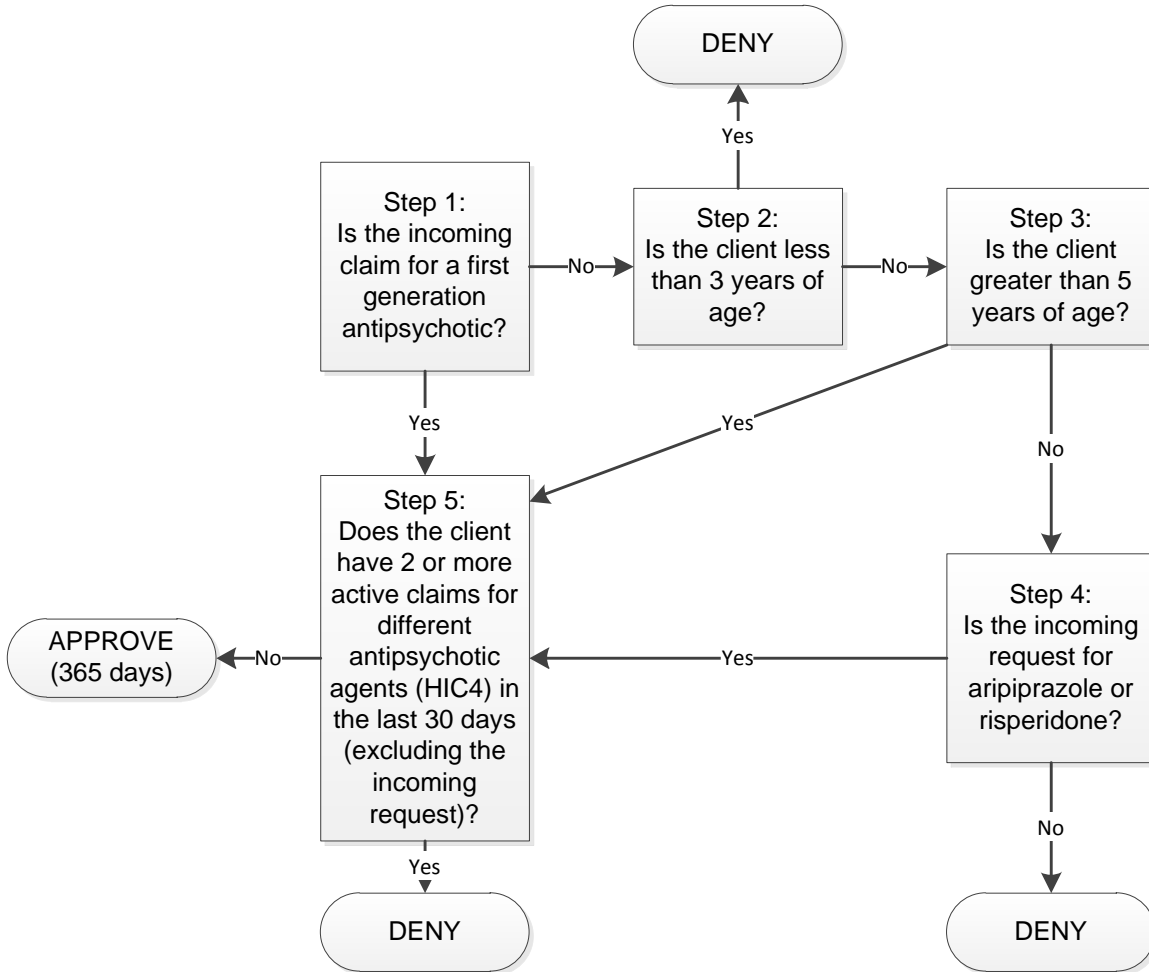 DENY
Yes
Step 1:
Is the incoming
claim for a first
generation
antipsychotic?
No
Step 2:
Is the client less
than 3 years of
age?
No
Step 3:
Is the client
greater than 5
years of age?
Yes
Yes
No
Step 5:
Does the client
have 2 or more
active claims for
different
antipsychotic
agents (HIC4) in
the last 30 days
(excluding the
incoming
request)?
Step 4:
Is the incoming
request for
aripiprazole or
risperidone?
Yes
No
APPROVE
(365 days)
Yes
No
DENY
DENY